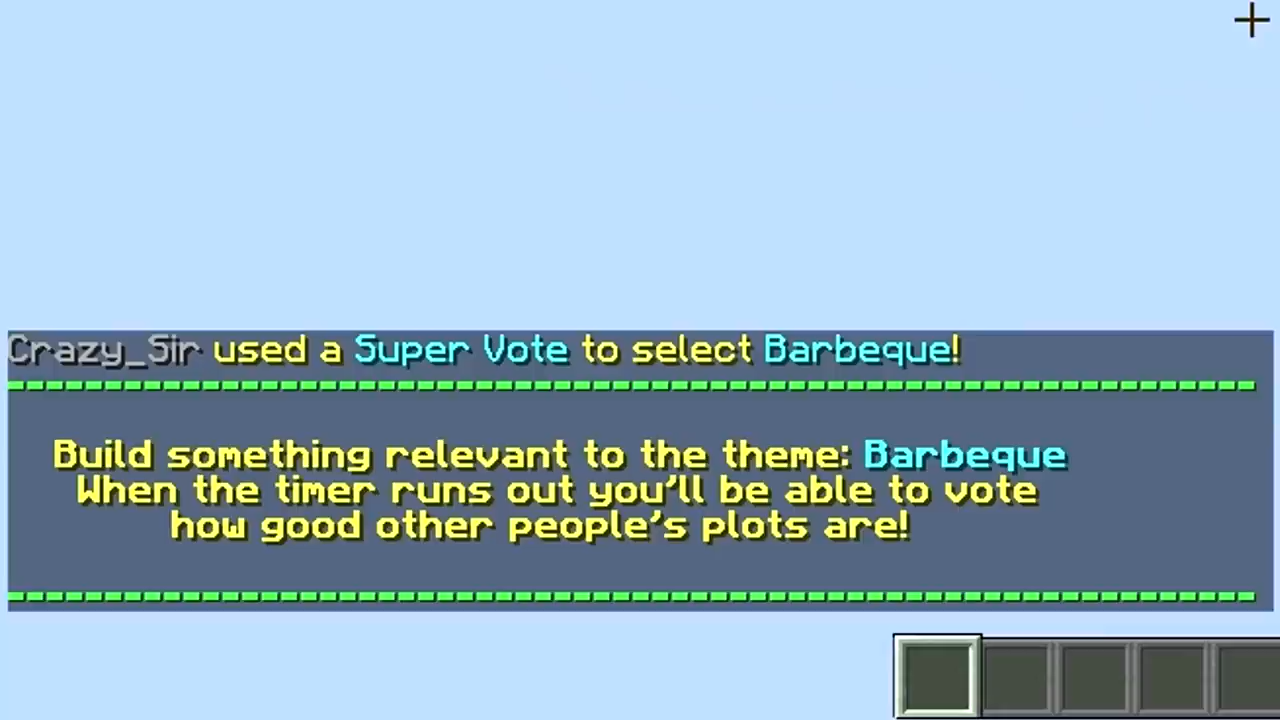 Crazy_Sir used a Super Vote to select Barbeque!
Build something relevant to the theme: Barbeque
When the timer runs out you'll be able to vote
how good other people's plots are!